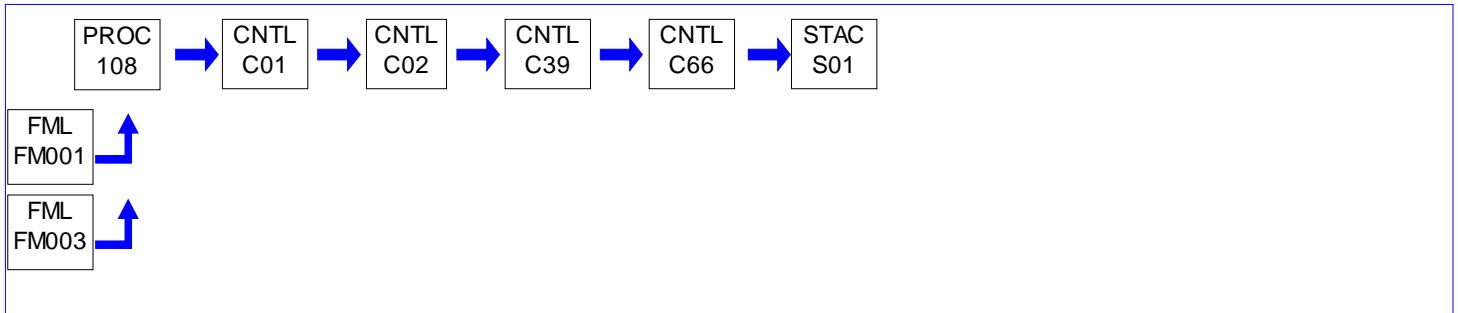 PROC
108
CNTL
C01
CNTL
C02
CNTL
C39
CNTL
C66
STAC
S01
FML
FM001
FML
FM003